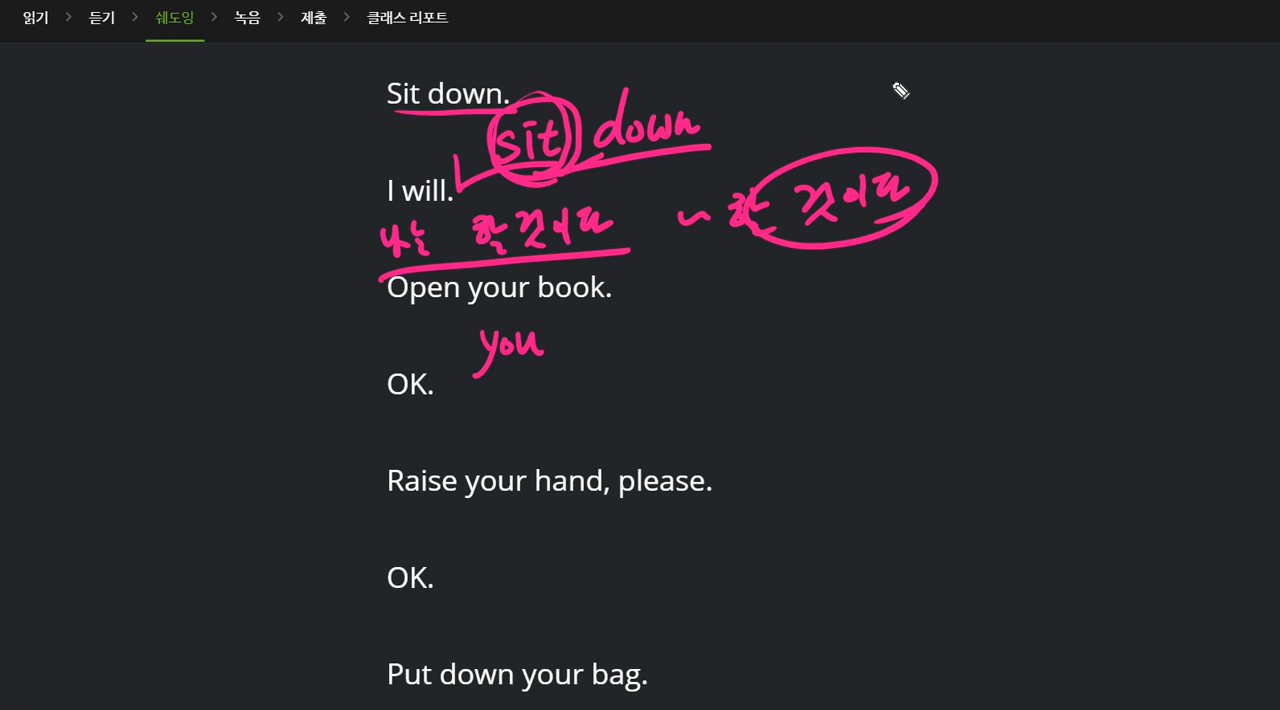 읽기 > 듣기 > 쉐도잉 > 녹음 > 제출 > 클래스 리포트
Sit down.
sit down
I will.
나는 할 것이다 ~ 할 것이다
Open your book.
you
OK.
Raise your hand, please.
OK.
Put down your bag.